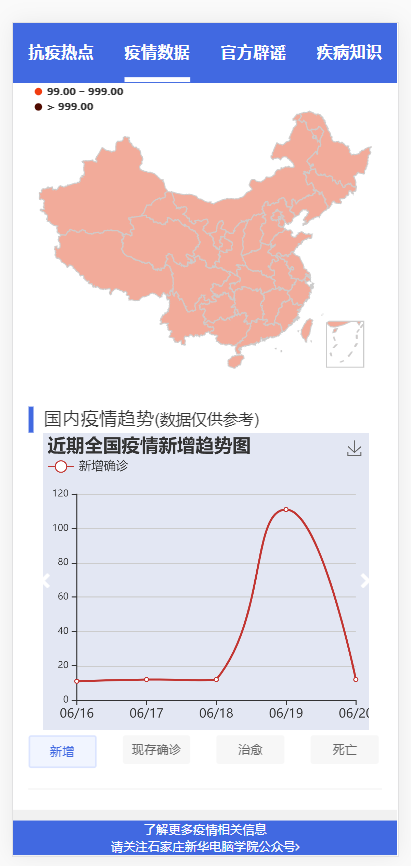 抗疫热点 疫情数据 官方辟谣 疾病知识
99.00 - 999.00
> 999.00
国内疫情趋势(数据仅供参考)
近期全国疫情新增趋势图
新增确诊
120
100
80
60
40
20
0
06/16 06/17 06/18 06/19 06/20
新增 现存确诊 治愈 死亡
了解更多疫情相关信息
请关注石家庄新华电脑学院公众号>